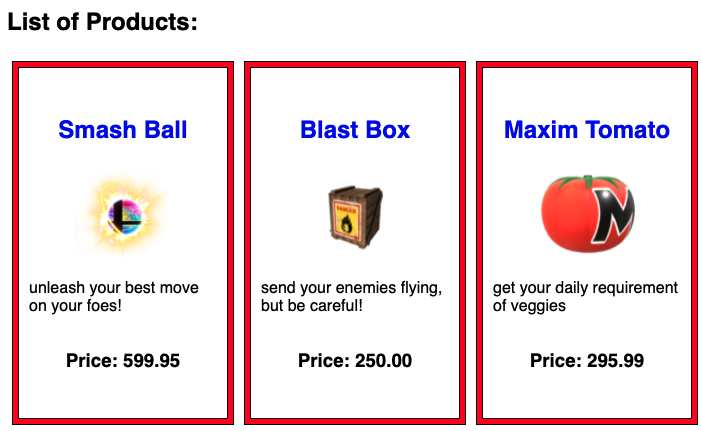 List of Products:
Smash Ball
unleash your best move
on your foes!
Price: 599.95
Blast Box
DANGER
send your enemies flying,
but be careful!
Price: 250.00
Maxim Tomato
M
get your daily requirement
of veggies
Price: 295.99